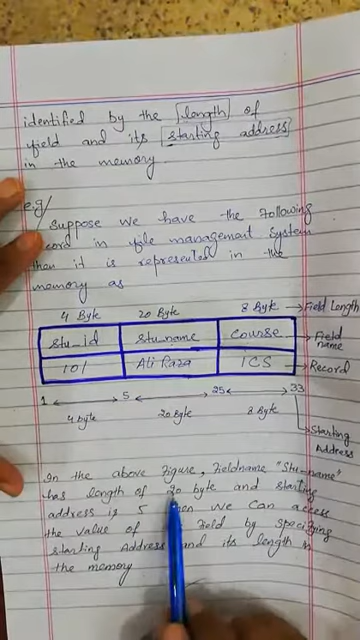 identified by the length of
field and its starting address
in the memory.
e.g/
Suppose we have the following
record in file management system
then it is represented in the
memory as
4 Byte 20 Byte 8 Byte → Field Length
Stu_id Stu_name Course → Field name
101 Ali Raza ICS → Record
1 5 25 33
4 byte 20 byte 8 Byte
Starting
Address
In the above figure, Fieldname "Stu_name"
has length of 20 byte and starting
address is 5 then we can access
the value of field by specifying
starting Address and its length in
the memory